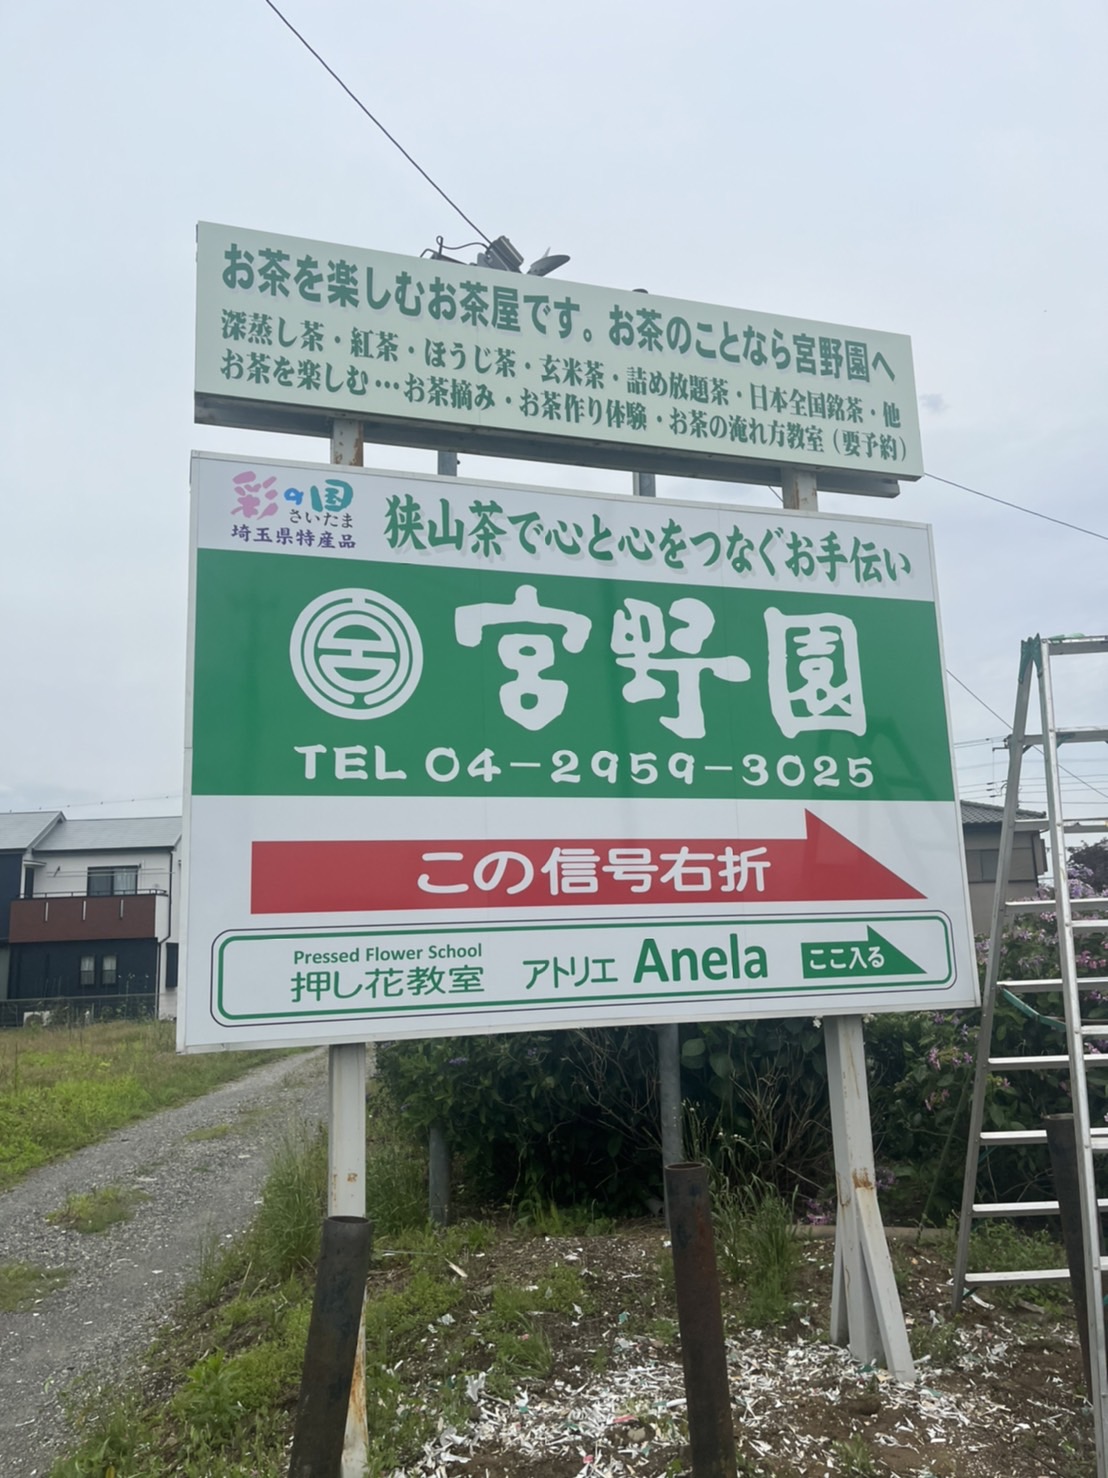 お茶を楽しむお茶屋です。お茶のことなら宮野園へ
深蒸し茶・紅茶・ほうじ茶・玄米茶・詰め放題茶・日本全国銘茶・他
お茶を楽しむ…お茶摘み・お茶作り体験・お茶の淹れ方教室（要予約）
彩の国
さいたま
埼玉県特産品
狭山茶で心と心をつなぐお手伝い
宮野園
TEL 04-2959-3025
この信号右折
Pressed Flower School
押し花教室 アトリエ Anela ここ入る